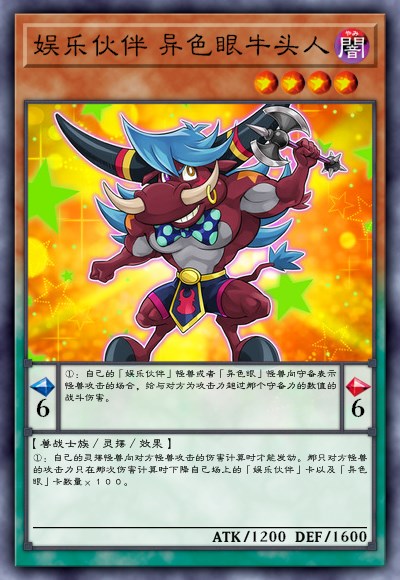 娱乐伙伴 异色眼牛头人
やみ
闇
①：自己的「娱乐伙伴」怪兽或者「异色眼」怪兽向守备表示
怪兽攻击的场合，给与对方为攻击力超过那个守备力的数值的
战斗伤害。
6
6
【兽战士族／灵摆／效果】
①：自己的灵摆怪兽向对方怪兽攻击的伤害计算时才能发动。那只对方怪兽
的攻击力只在那次伤害计算时下降自己场上的「娱乐伙伴」卡以及「异色
眼」卡数量×１００。
ATK/1200 DEF/1600